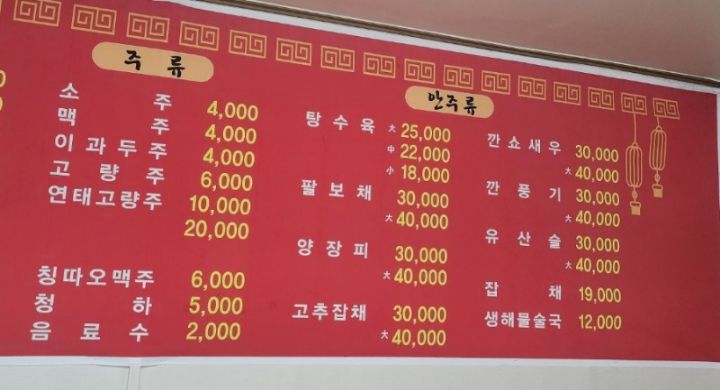 주류
소주 4,000
맥주 4,000
이과두주 4,000
고량주 6,000
연태고량주 10,000
20,000
칭따오맥주 6,000
청하 5,000
음료수 2,000
안주류
탕수육 大 25,000
中 22,000
小 18,000
팔보채 30,000
大 40,000
양장피 30,000
大 40,000
고추잡채 30,000
大 40,000
깐쇼새우 30,000
大 40,000
깐풍기 30,000
大 40,000
유산슬 30,000
大 40,000
잡채 19,000
생해물술국 12,000